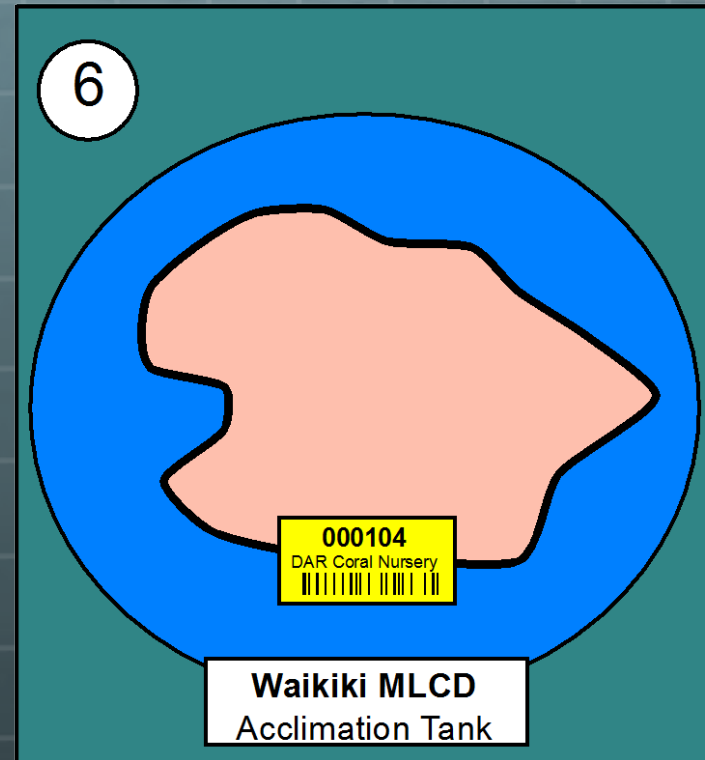 6
000104
DAR Coral Nursery
Waikiki MLCD
Acclimation Tank